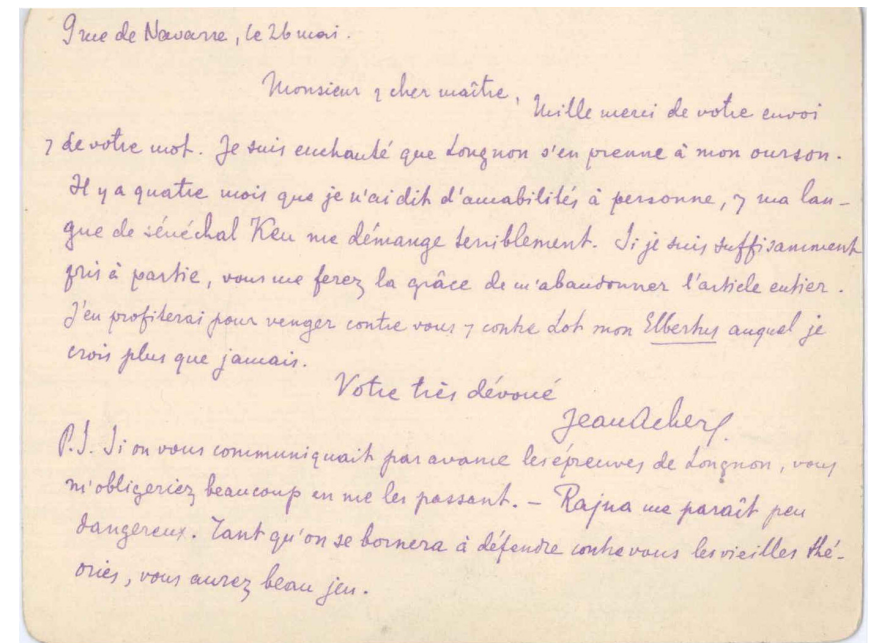 9 rue de Navarre, le 26 mai.
Monsieur & cher maître,
Mille merci de votre envoi
& de votre mot. Je suis enchanté que Longnon s'en prenne à mon ourson.
Il y a quatre mois que je n'ai dit d'amabilités à personne, & ma lan-
gue de sénéchal Keu me démange terriblement. Si je suis suffisamment
pris à partie, vous me ferez la grâce de m'abandonner l'article entier.
J'en profiterai pour venger contre vous & contre Lot mon Elbertus auquel je
crois plus que jamais.
Votre très dévoué
Jean Acher
P.S. Si on vous communiquait par avance les épreuves de Longnon, vous
m'obligeriez beaucoup en me les passant. – Rajna me paraît peu
dangereux. Tant qu'on se bornera à défendre contre vous les vieilles thé-
ories, vous aurez beau jeu.